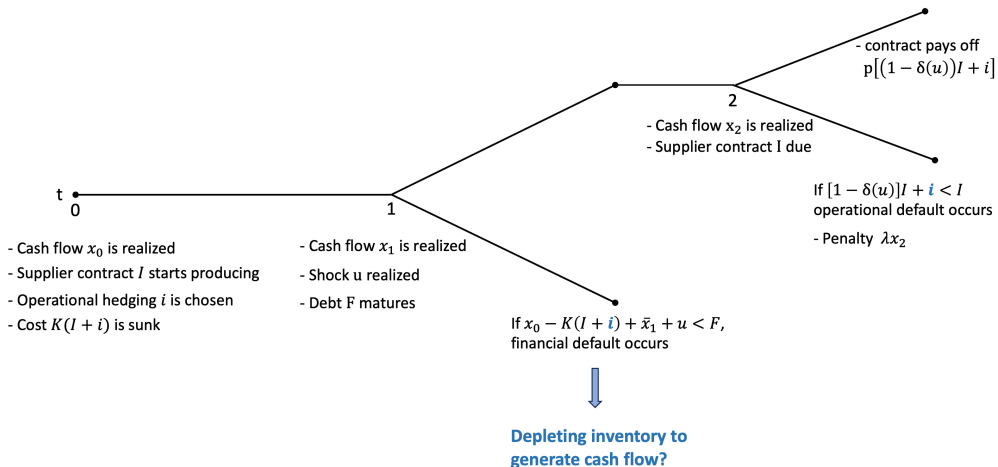 - contract pays off
p[(1 − δ(u))I + i]
t
0
1
2
- Cash flow x₂ is realized
- Supplier contract I due
If [1 − δ(u)]I + i < I
operational default occurs
- Penalty λx₂
- Cash flow x₀ is realized
- Supplier contract I starts producing
- Operational hedging i is chosen
- Cost K(I + i) is sunk
- Cash flow x₁ is realized
- Shock u realized
- Debt F matures
If x₀ − K(I + i) + x̄₁ + u < F,
financial default occurs
Depleting inventory to
generate cash flow?